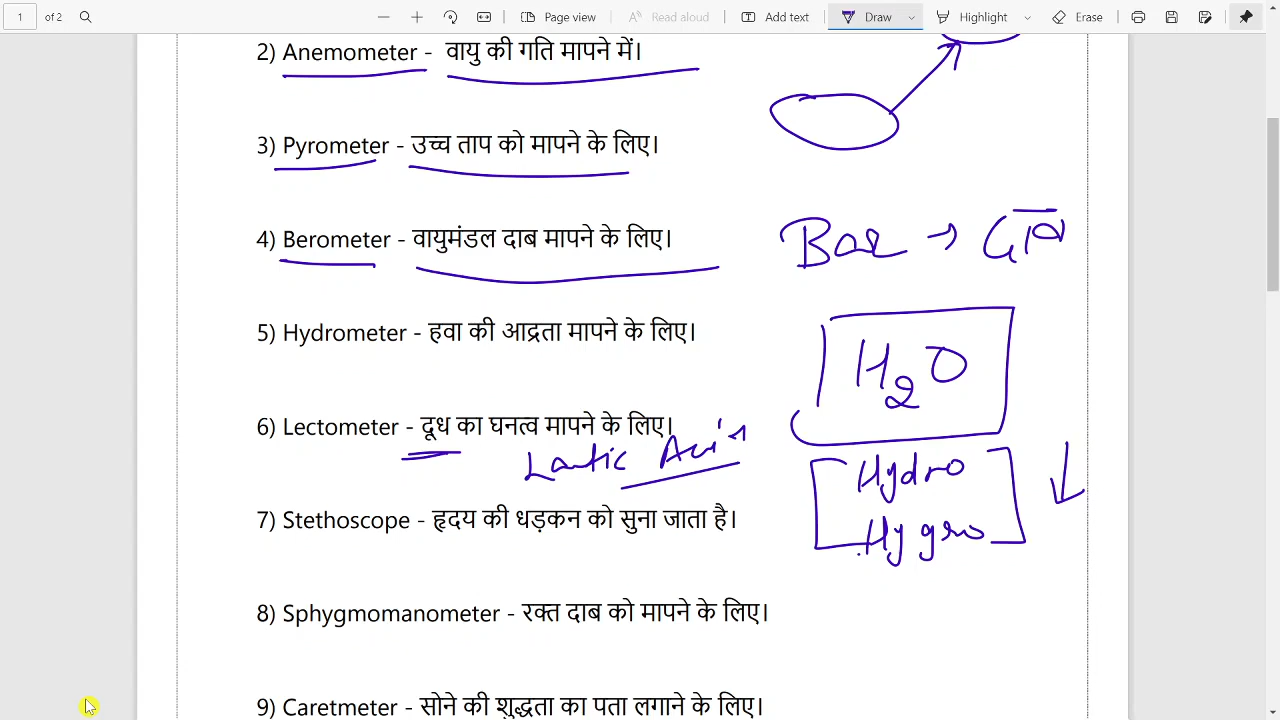 1 of 2 Page view Read aloud Add text Draw Highlight Erase
2) Anemometer - वायु की गति मापने में।
3) Pyrometer - उच्च ताप को मापने के लिए।
4) Berometer - वायुमंडल दाब मापने के लिए।
Bar → दाब
5) Hydrometer - हवा की आद्रता मापने के लिए।
H2O
6) Lectometer - दूध का घनत्व मापने के लिए।
Lactic Acid
Hydro
7) Stethoscope - हृदय की धड़कन को सुना जाता है।
Hygro
8) Sphygmomanometer - रक्त दाब को मापने के लिए।
9) Caretmeter - सोने की शुद्धता का पता लगाने के लिए।